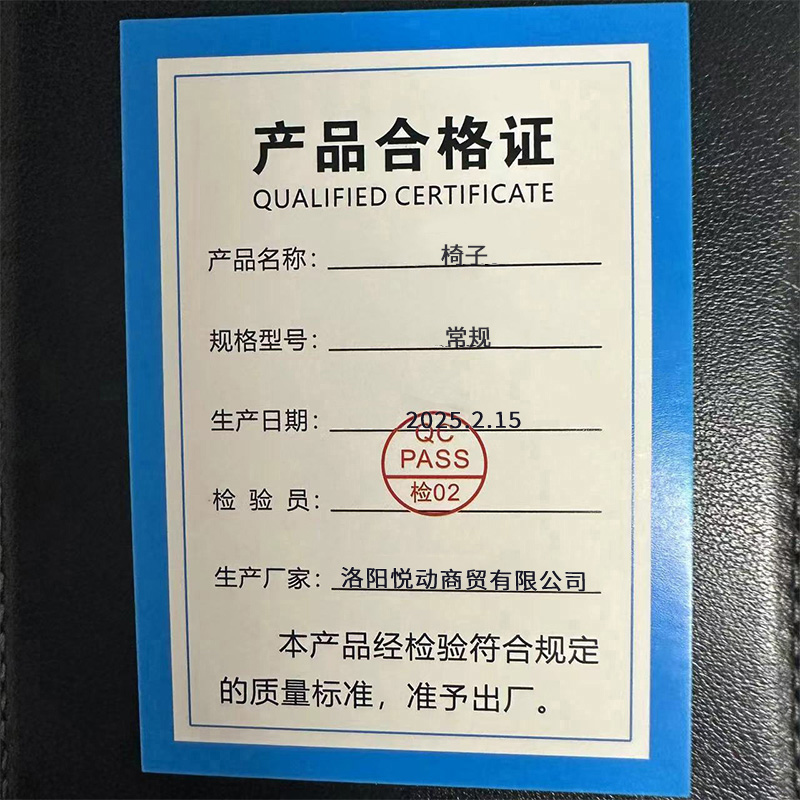 产品合格证
QUALIFIED CERTIFICATE
产品名称：椅子
规格型号：常规
生产日期：2025.2.15
QC
PASS
检验员：检02
生产厂家：洛阳悦动商贸有限公司
本产品经检验符合规定
的质量标准，准予出厂。